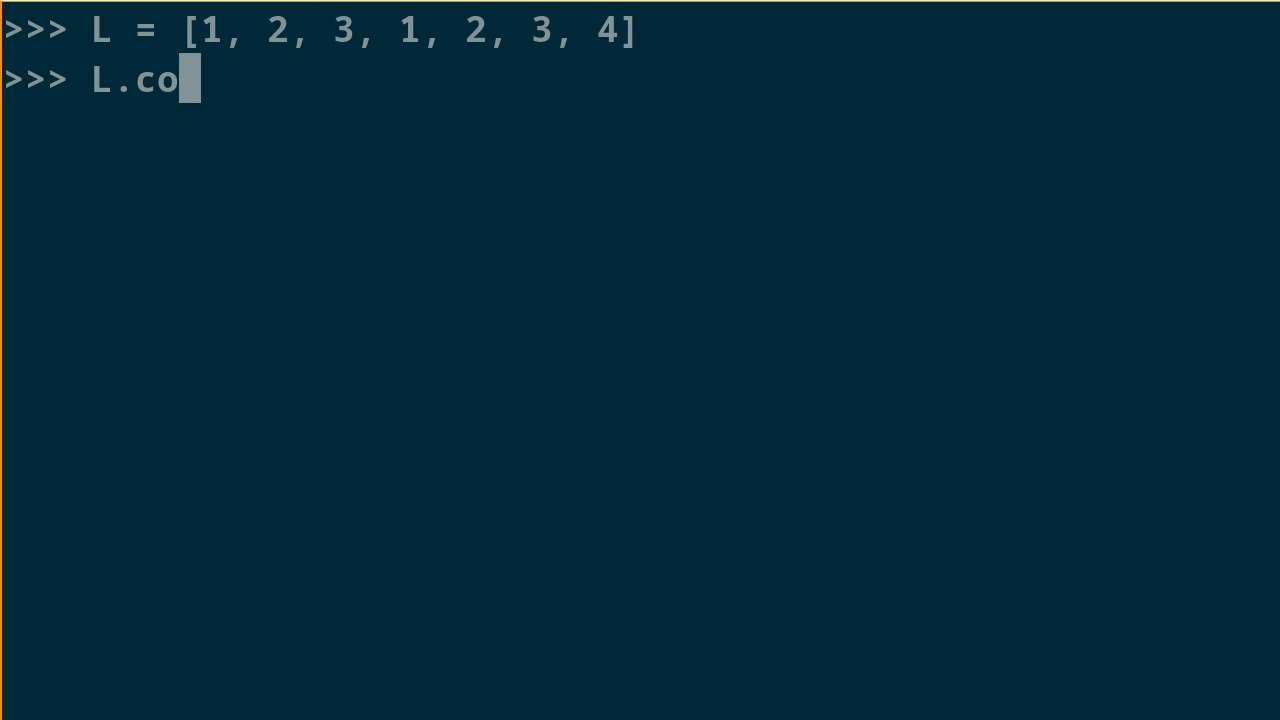 >>> L = [1, 2, 3, 1, 2, 3, 4]
>>> L.co